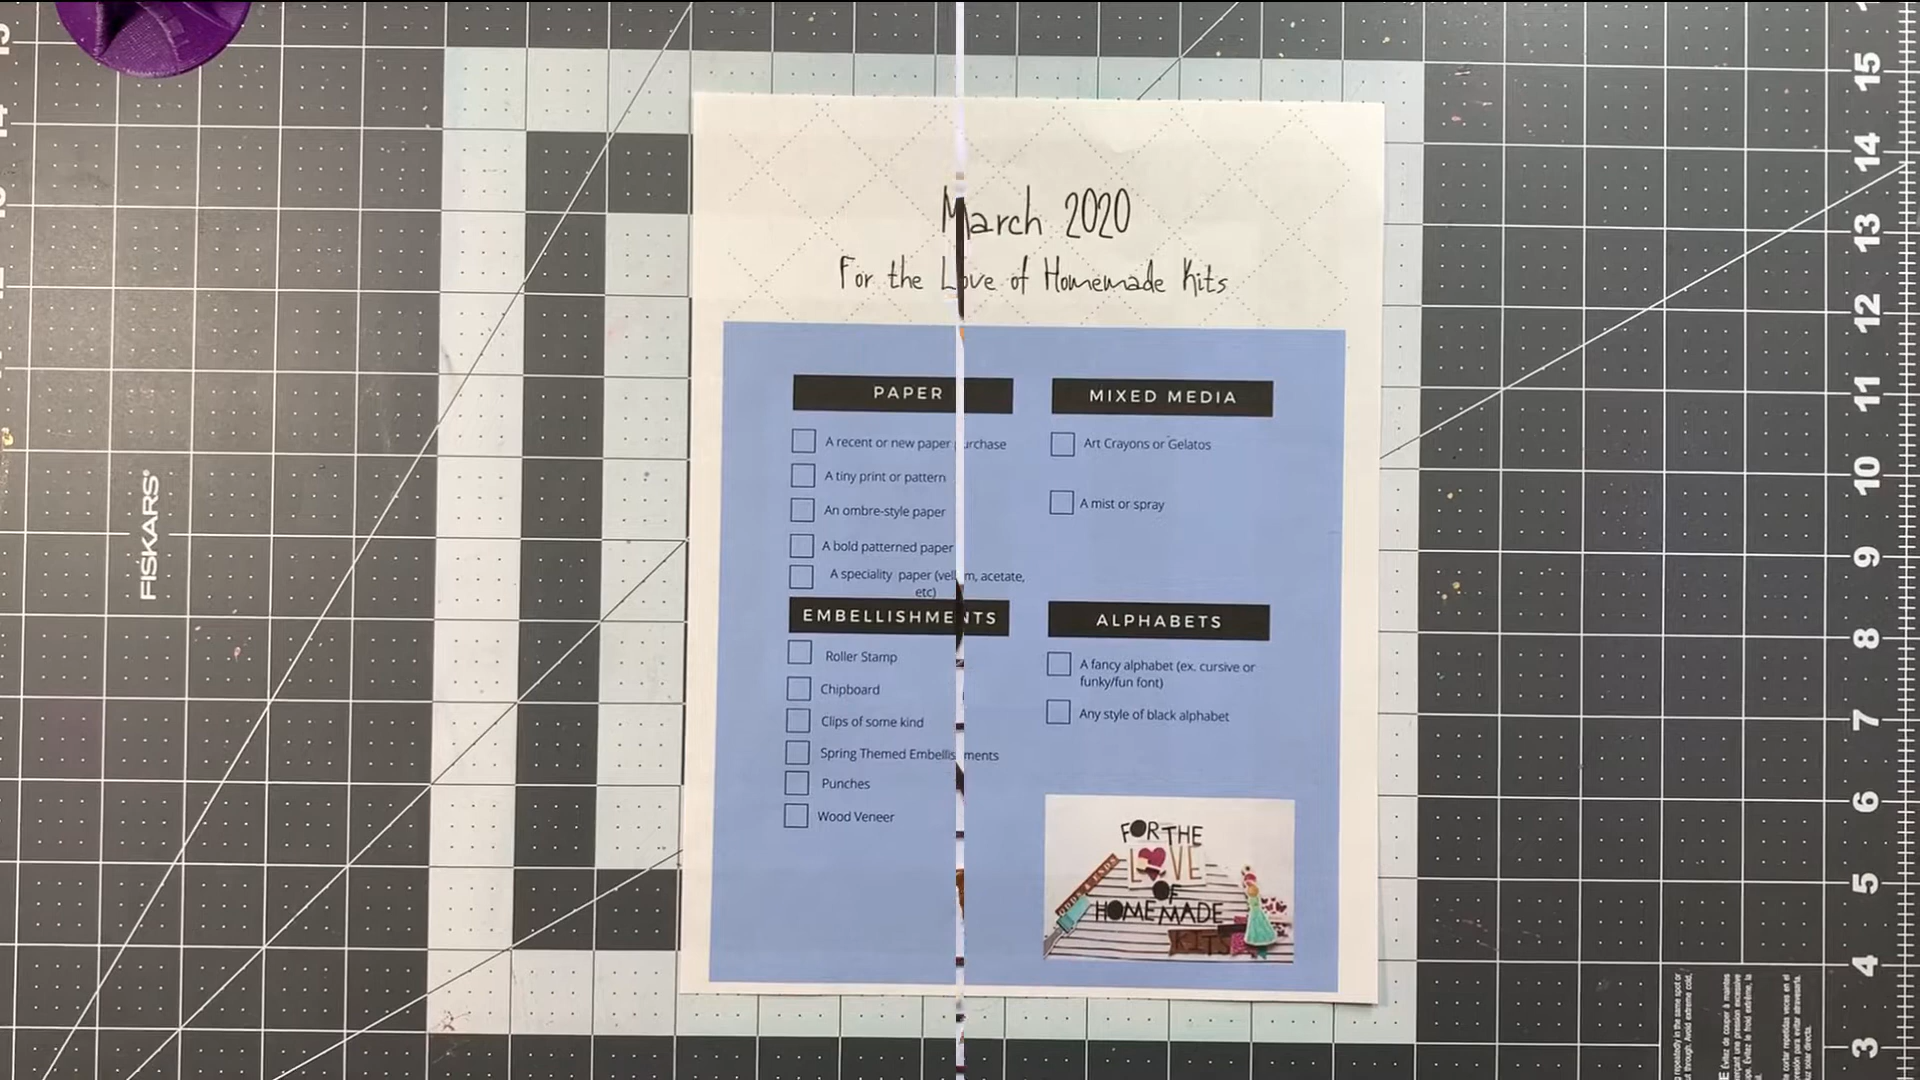 March 2020
For the Love of Homemade Kits
PAPER
A recent or new paper purchase
A tiny print or pattern
An ombre-style paper
A bold patterned paper
A speciality paper (vellum, acetate,
etc)
EMBELLISHMENTS
Roller Stamp
Chipboard
Clips of some kind
Spring Themed Embellishments
Punches
Wood Veneer
MIXED MEDIA
Art Crayons or Gelatos
A mist or spray
ALPHABETS
A fancy alphabet (ex. cursive or
funky/fun font)
Any style of black alphabet
FOR THE
LOVE
OF
HOMEMADE
KITS
ODDS & ENDS
FISKARS
15
14
13
12
11
10
9
8
7
6
5
4
3